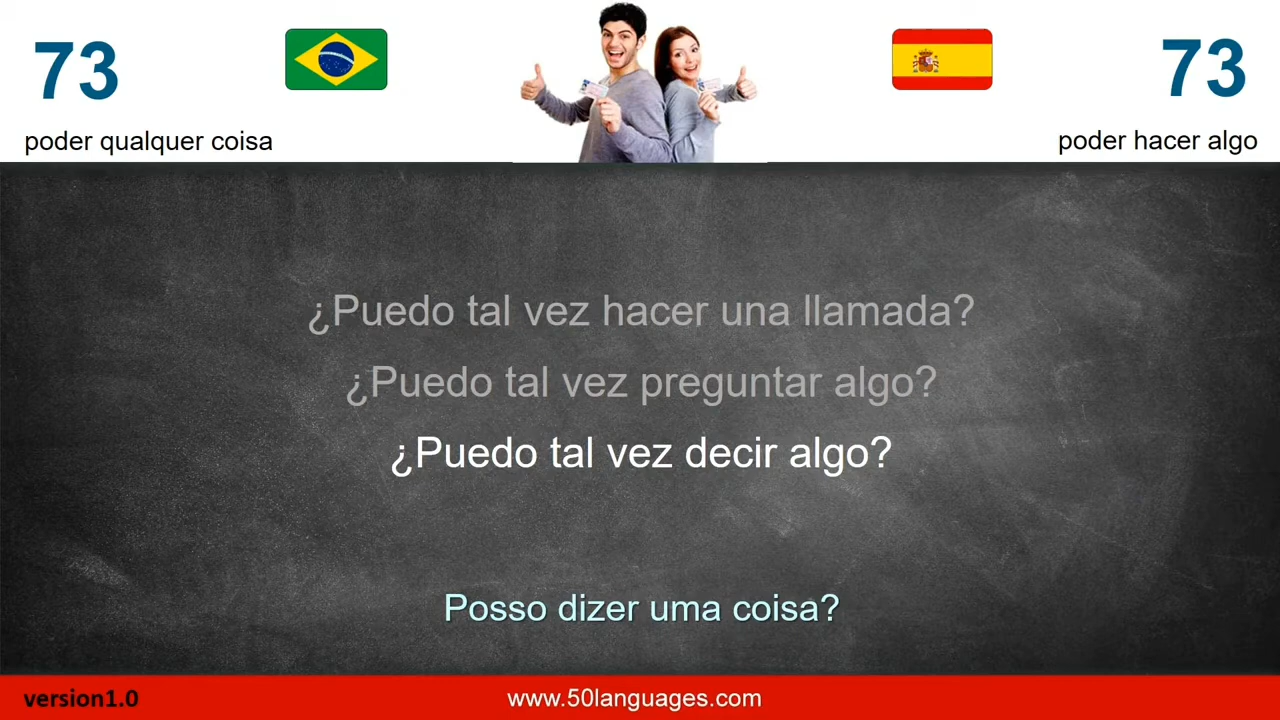 73
73
poder qualquer coisa
poder hacer algo
¿Puedo tal vez hacer una llamada?
¿Puedo tal vez preguntar algo?
¿Puedo tal vez decir algo?
Posso dizer uma coisa?
version1.0
www.50languages.com